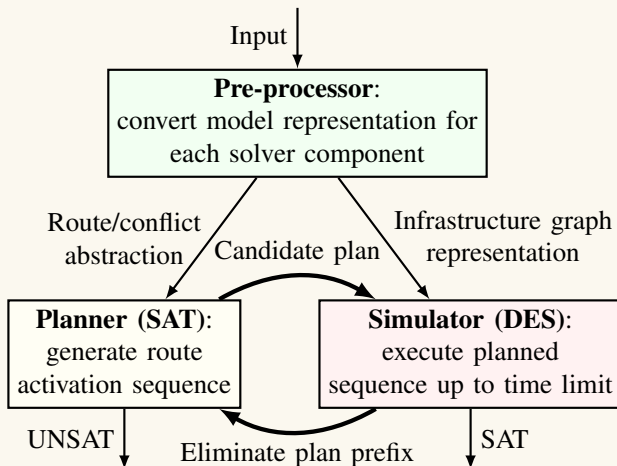 Input
Pre-processor:
convert model representation for
each solver component
Route/conflict
abstraction
Candidate plan
Infrastructure graph
representation
Planner (SAT):
generate route
activation sequence
Simulator (DES):
execute planned
sequence up to time limit
UNSAT
Eliminate plan prefix
SAT